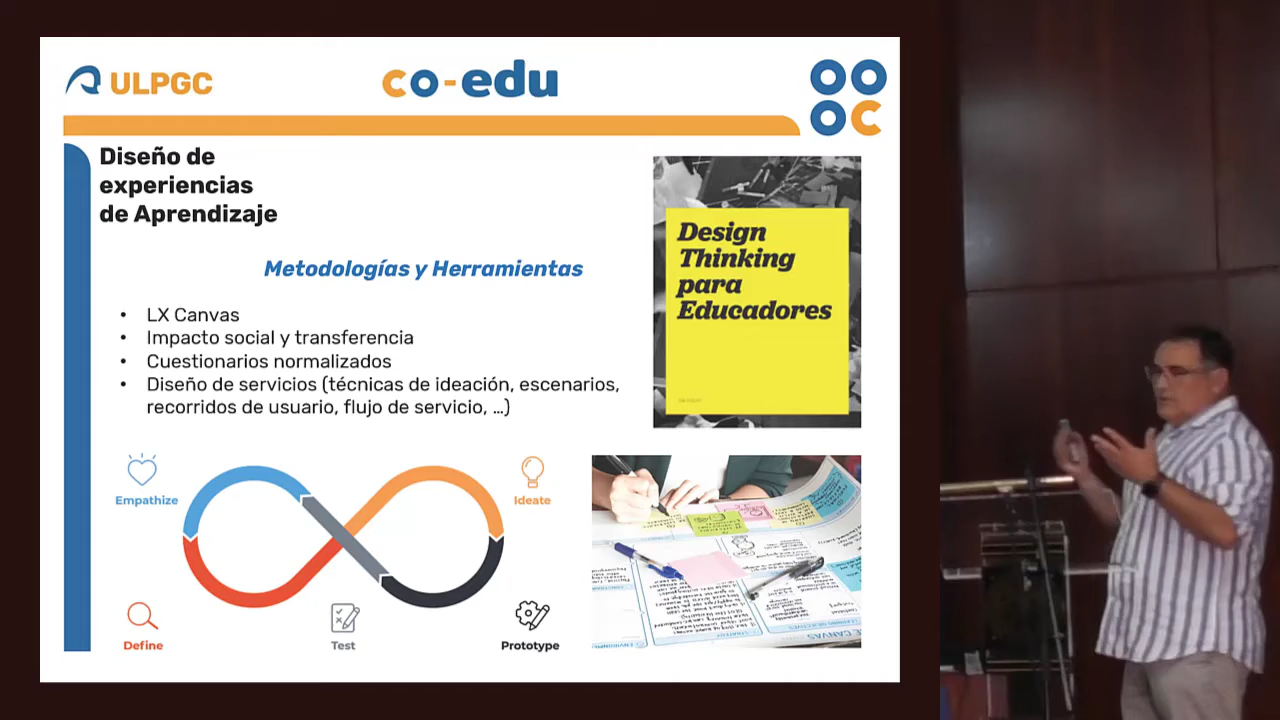 ULPGC
co-edu
Diseño de
experiencias
de Aprendizaje
Metodologías y Herramientas
• LX Canvas
• Impacto social y transferencia
• Cuestionarios normalizados
• Diseño de servicios (técnicas de ideación, escenarios,
recorridos de usuario, flujo de servicio, ...)
Design
Thinking
para
Educadores
Empathize
Ideate
Define
Test
Prototype